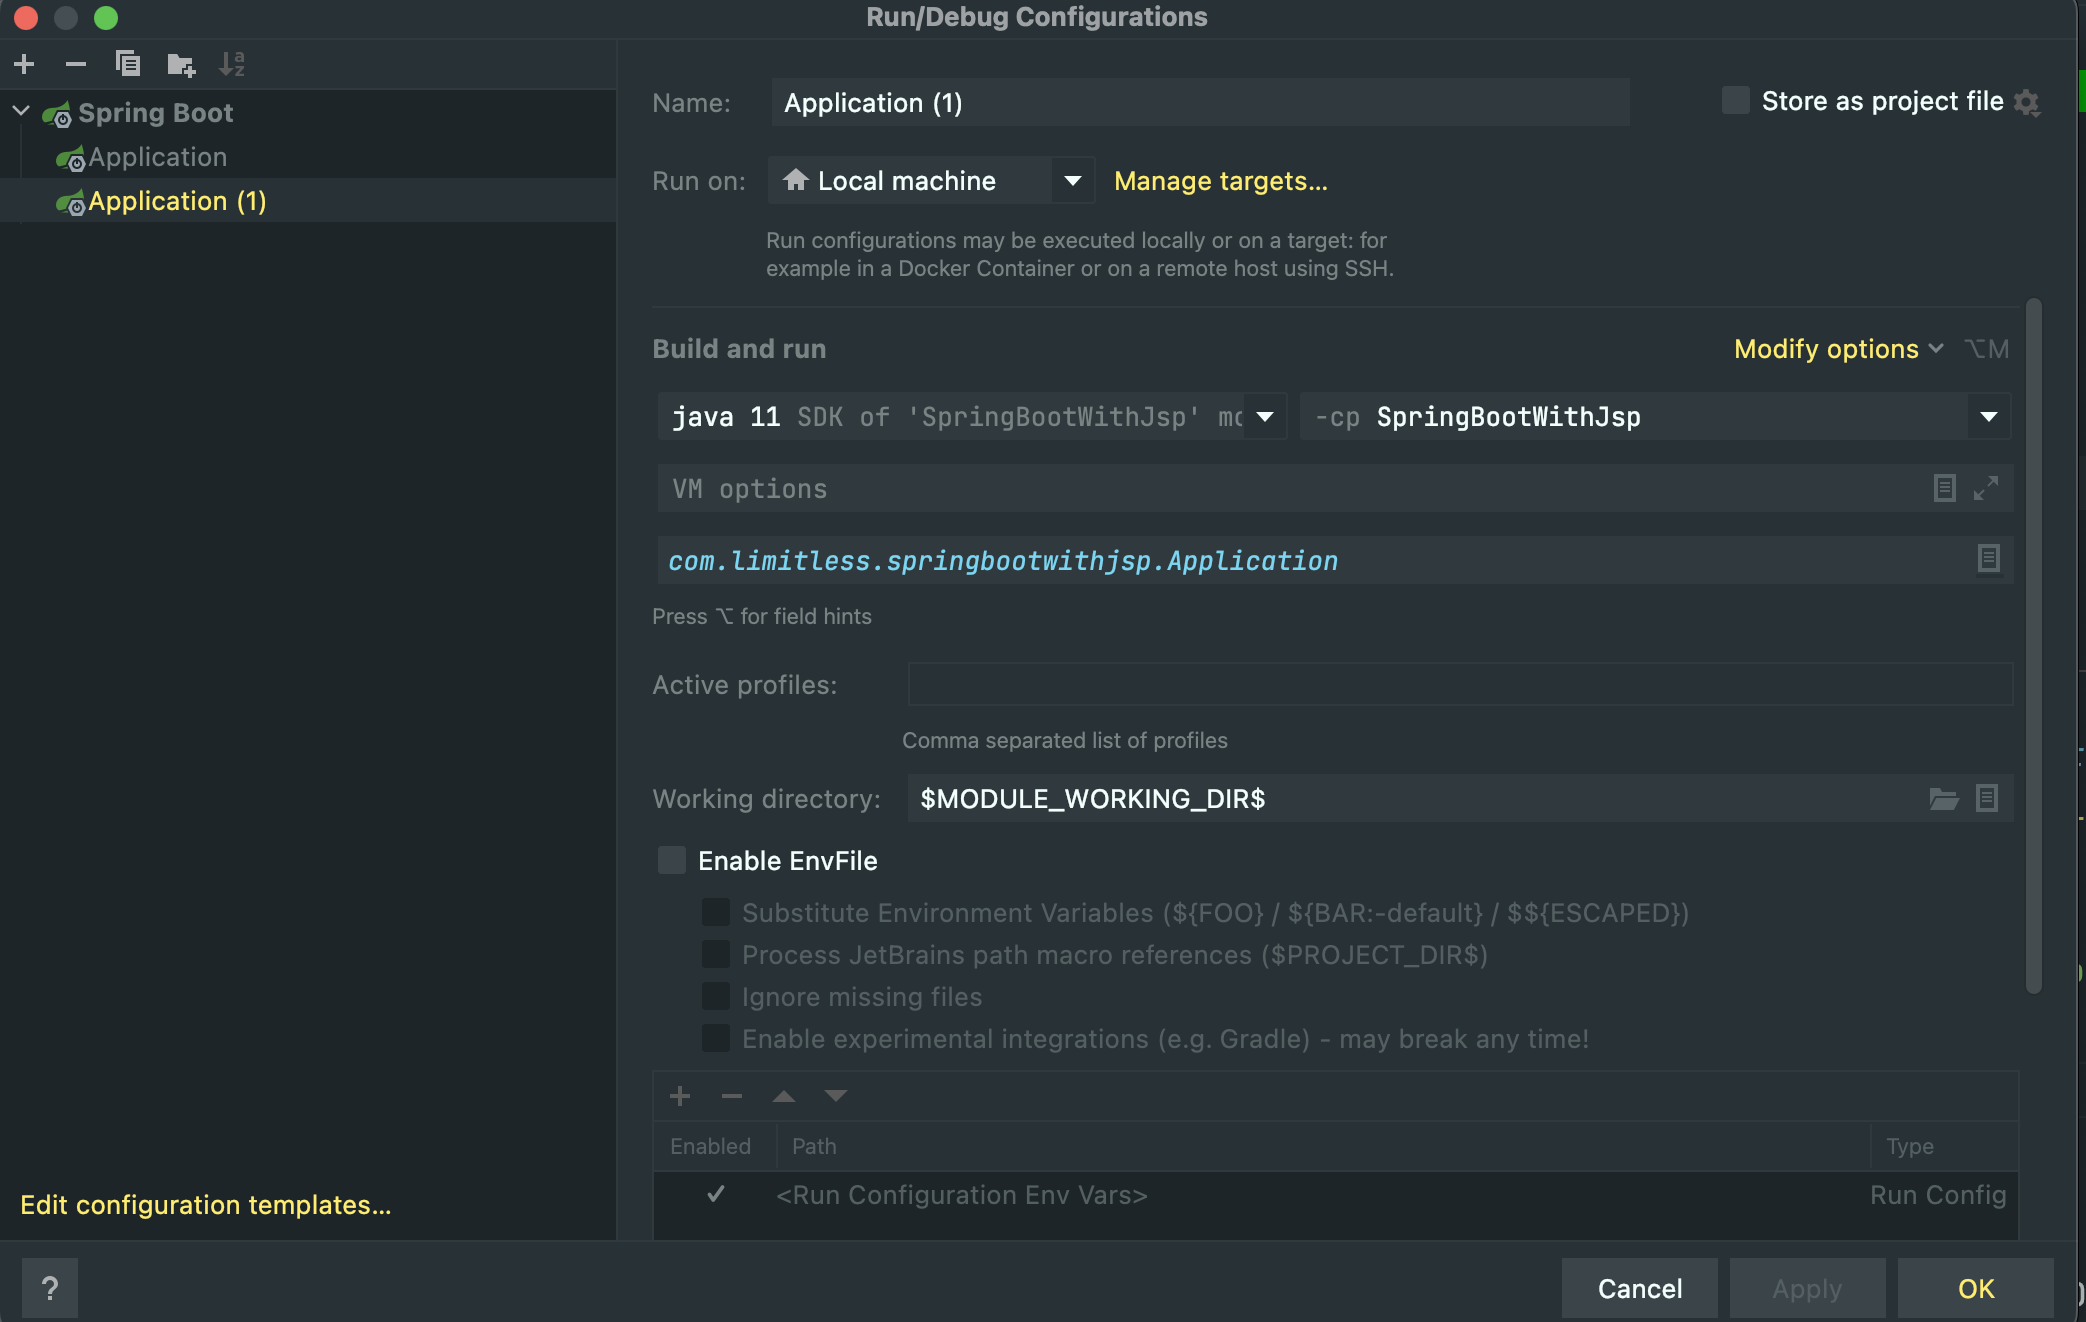 Run/Debug Configurations
Spring Boot
Application
Application (1)
Edit configuration templates...
Name: Application (1)
Store as project file
Run on: Local machine Manage targets...
Run configurations may be executed locally or on a target: for
example in a Docker Container or on a remote host using SSH.
Build and run
Modify options ⌥M
java 11 SDK of 'SpringBootWithJsp' mo
-cp SpringBootWithJsp
VM options
com.limitless.springbootwithjsp.Application
Press ⌥ for field hints
Active profiles:
Comma separated list of profiles
Working directory: $MODULE_WORKING_DIR$
Enable EnvFile
Substitute Environment Variables (${FOO} / ${BAR:-default} / $${ESCAPED})
Process JetBrains path macro references ($PROJECT_DIR$)
Ignore missing files
Enable experimental integrations (e.g. Gradle) - may break any time!
Enabled Path Type
<Run Configuration Env Vars> Run Config
? Cancel Apply OK